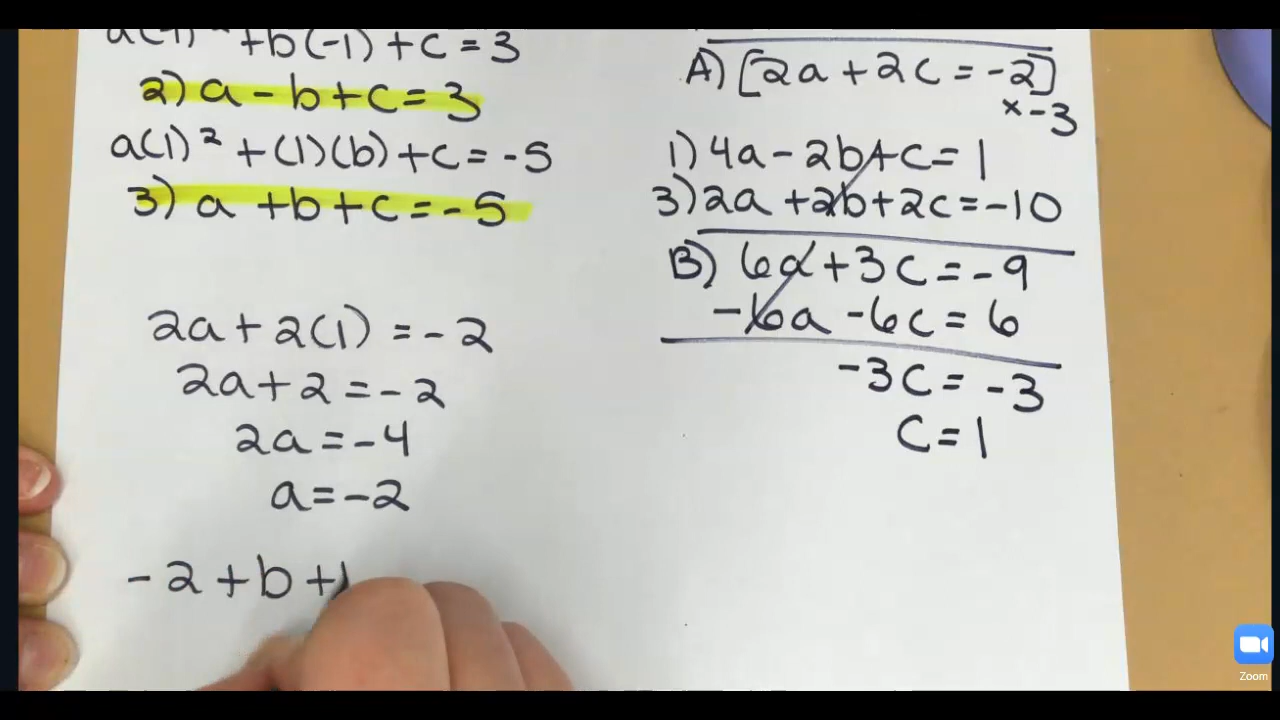 a(-1)² +b(-1)+c=3
2) a-b+c=3
a(1)² +(1)(b)+c=-5
3) a+b+c=-5
2a+2(1)=-2
2a+2=-2
2a=-4
a=-2
-2+b+1
A) [2a+2c=-2]
x-3
1) 4a-2b+c=1
3) 2a+2b+2c=-10
B) 6a+3c=-9
-6a-6c=6
-3c=-3
c=1
Zoom